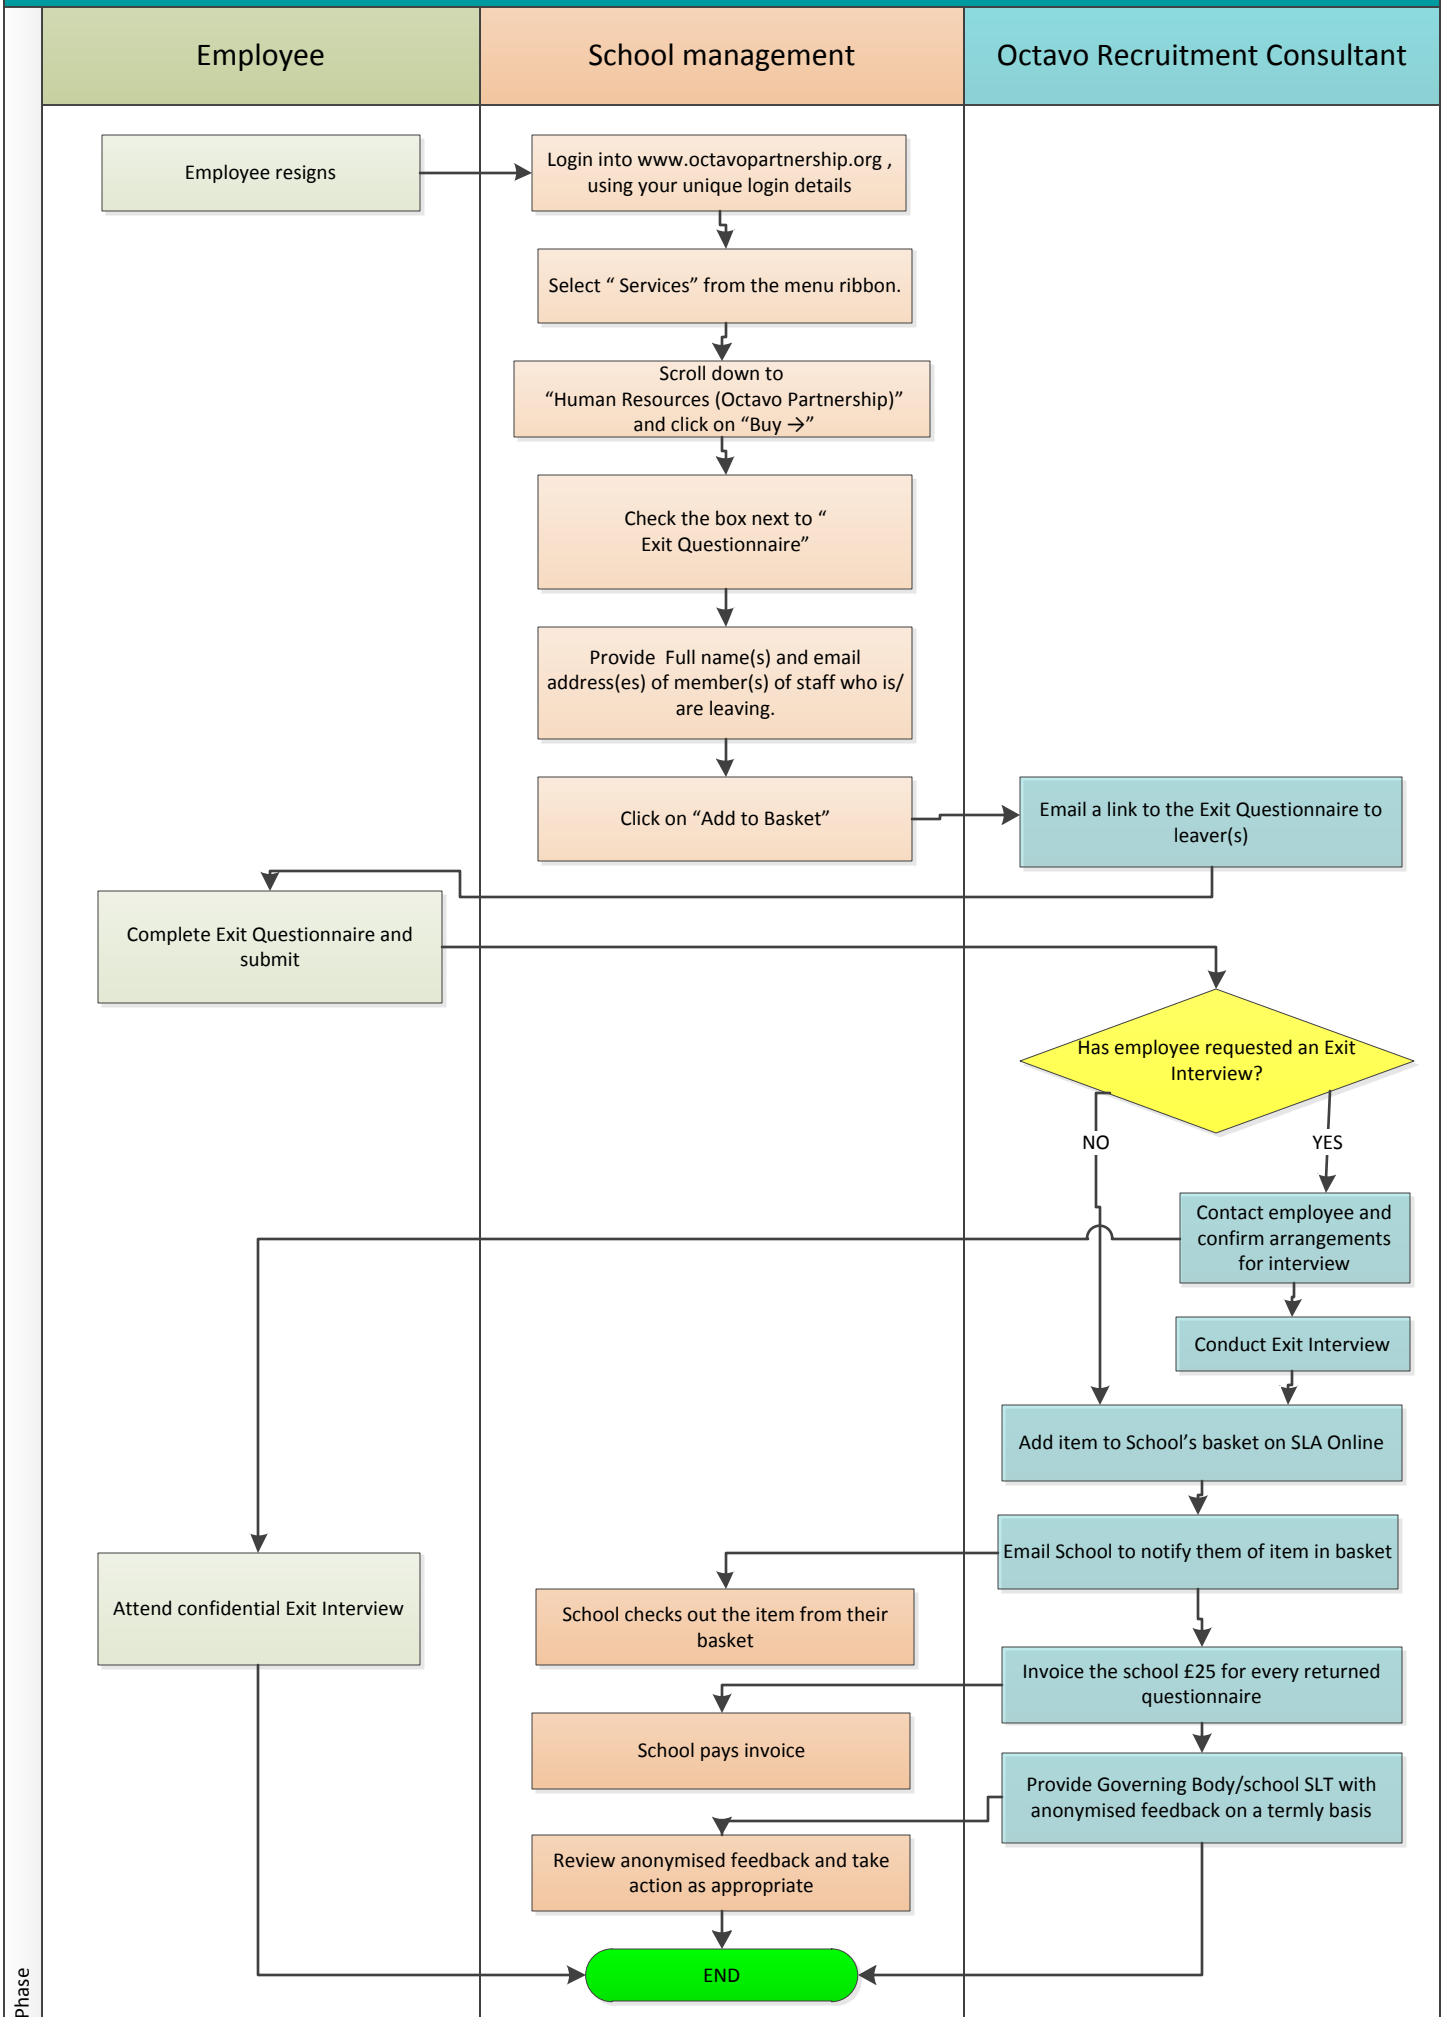 Employee
School management
Octavo Recruitment Consultant
Employee resigns
Login into www.octavopartnership.org ,
using your unique login details
Select “ Services” from the menu ribbon.
Scroll down to
“Human Resources (Octavo Partnership)”
and click on “Buy →”
Check the box next to “
Exit Questionnaire”
Provide  Full name(s) and email
address(es) of member(s) of staff who is/
are leaving.
Click on “Add to Basket”
Email a link to the Exit Questionnaire to
leaver(s)
Complete Exit Questionnaire and
submit
Has employee requested an Exit
Interview?
NO
YES
Contact employee and
confirm arrangements
for interview
Conduct Exit Interview
Add item to School’s basket on SLA Online
Email School to notify them of item in basket
Attend confidential Exit Interview
School checks out the item from their
basket
Invoice the school £25 for every returned
questionnaire
School pays invoice
Provide Governing Body/school SLT with
anonymised feedback on a termly basis
Review anonymised feedback and take
action as appropriate
END
Phase